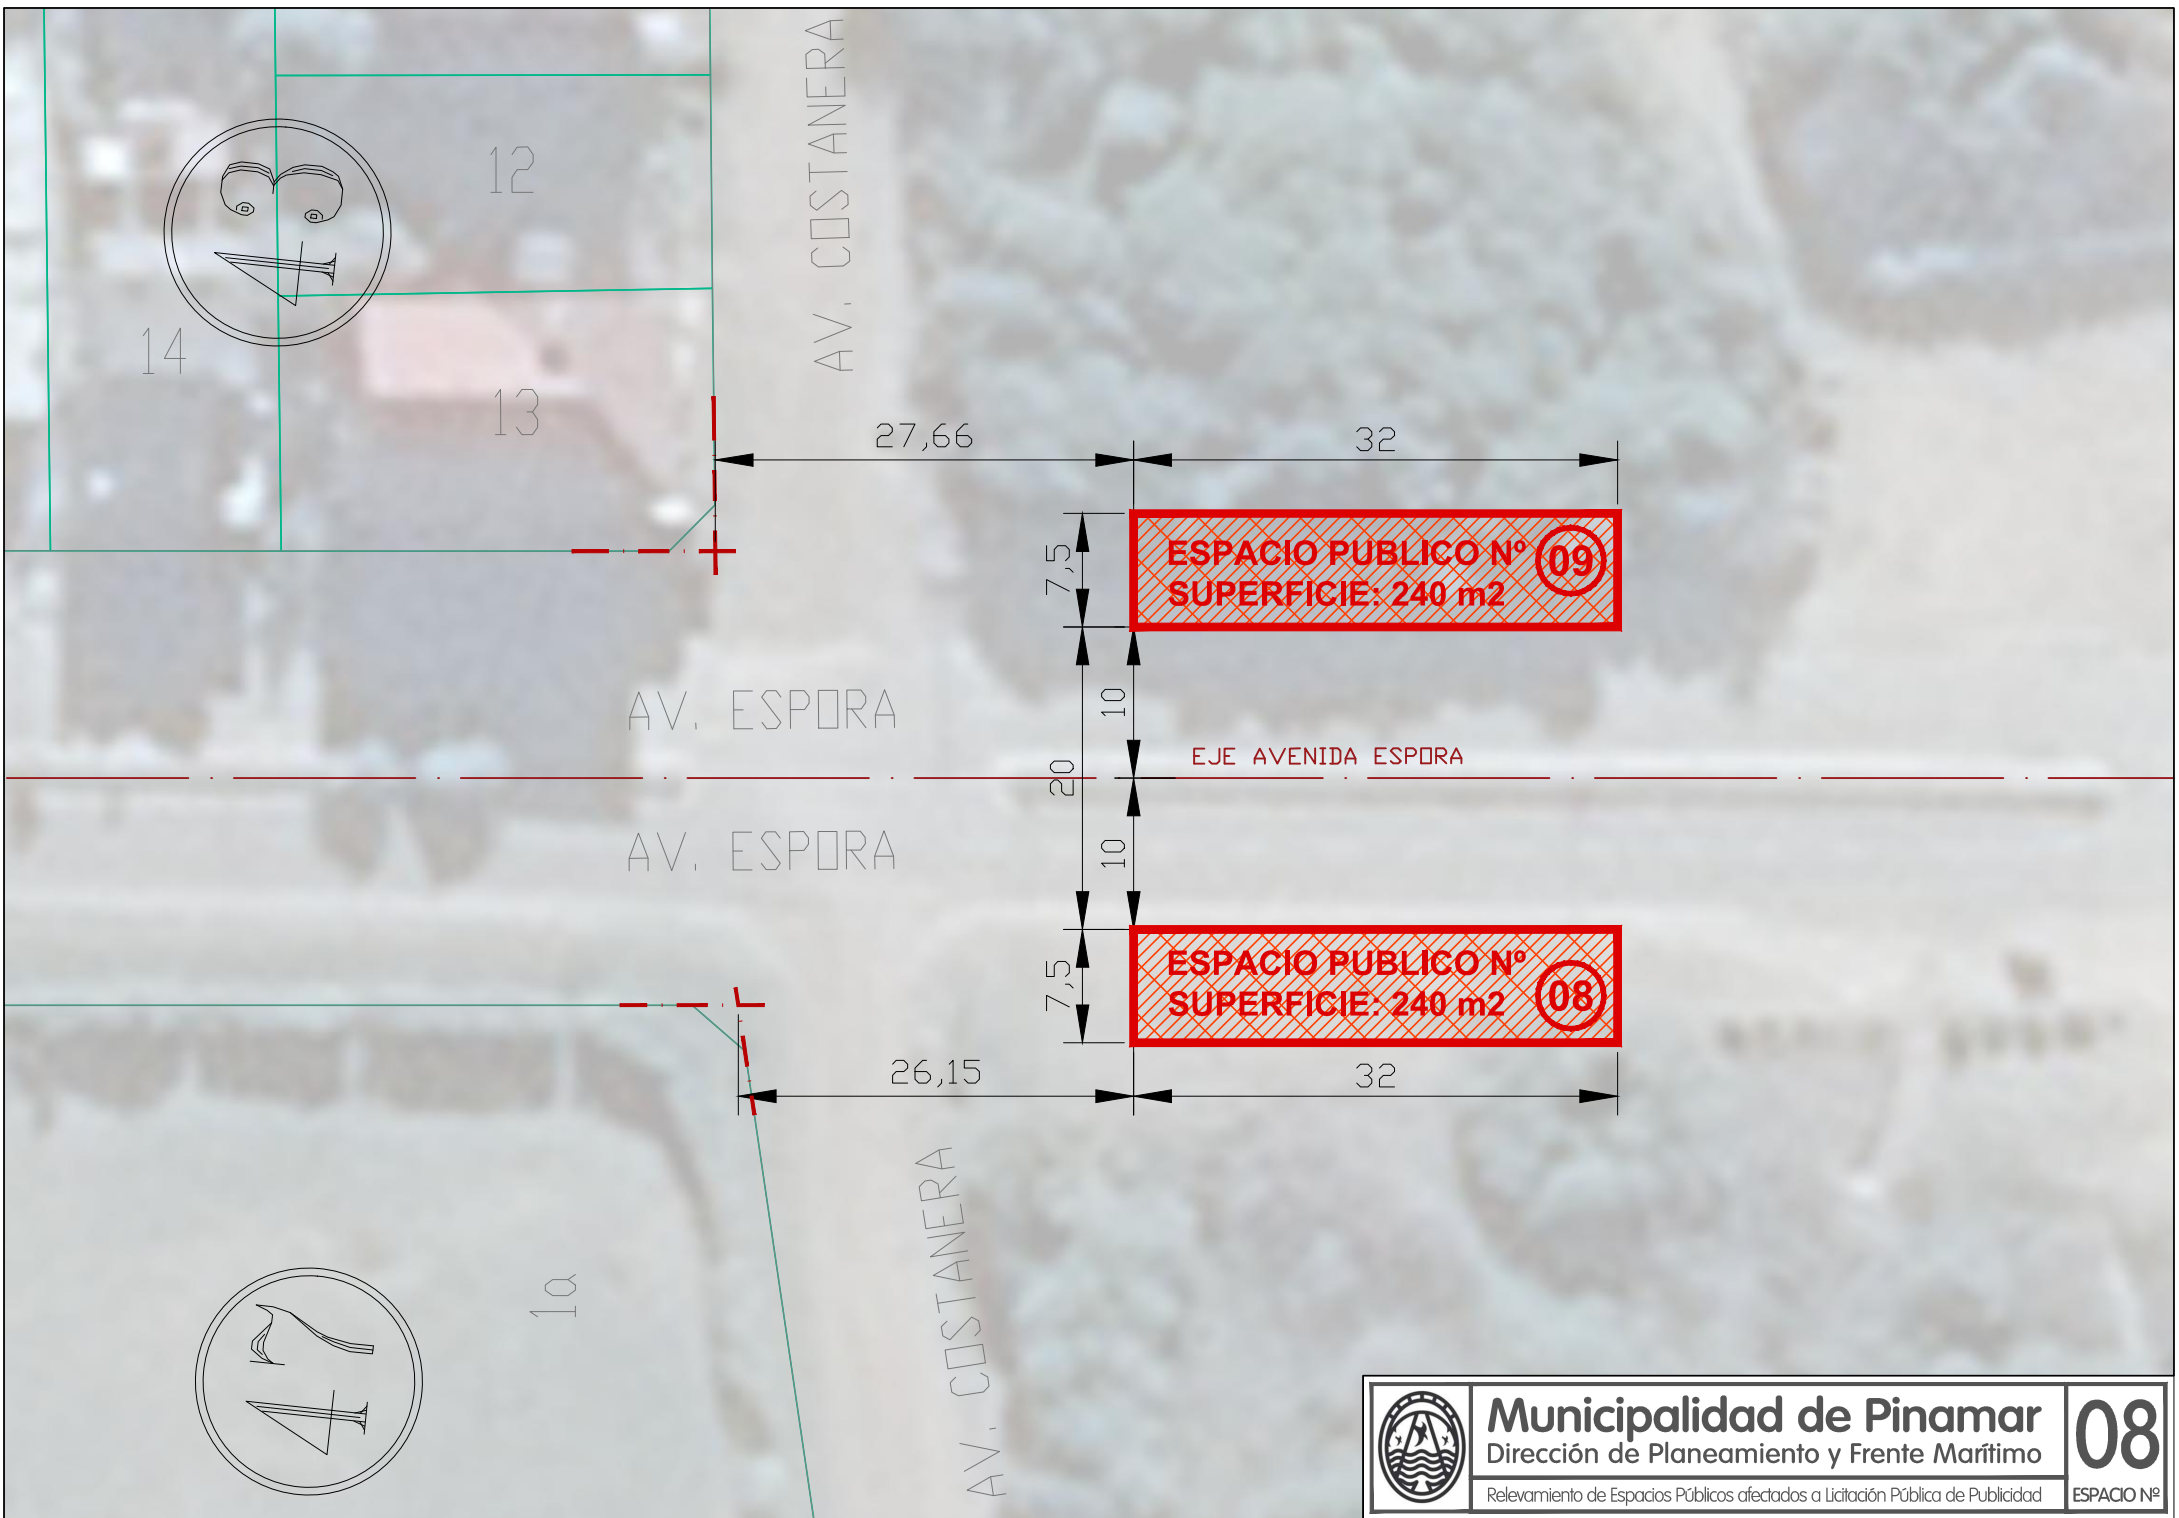 AV. COSTANERA
43
12
14
13
27,66
32
7,5
ESPACIO PUBLICO Nº 09
SUPERFICIE: 240 m2
AV. ESPORA
10
EJE AVENIDA ESPORA
20
AV. ESPORA
10
7,5
ESPACIO PUBLICO Nº 08
SUPERFICIE: 240 m2
26,15
32
AV. COSTANERA
1a
47
Municipalidad de Pinamar
Dirección de Planeamiento y Frente Marítimo
Relevamiento de Espacios Públicos afectados a Licitación Pública de Publicidad
08
ESPACIO Nº